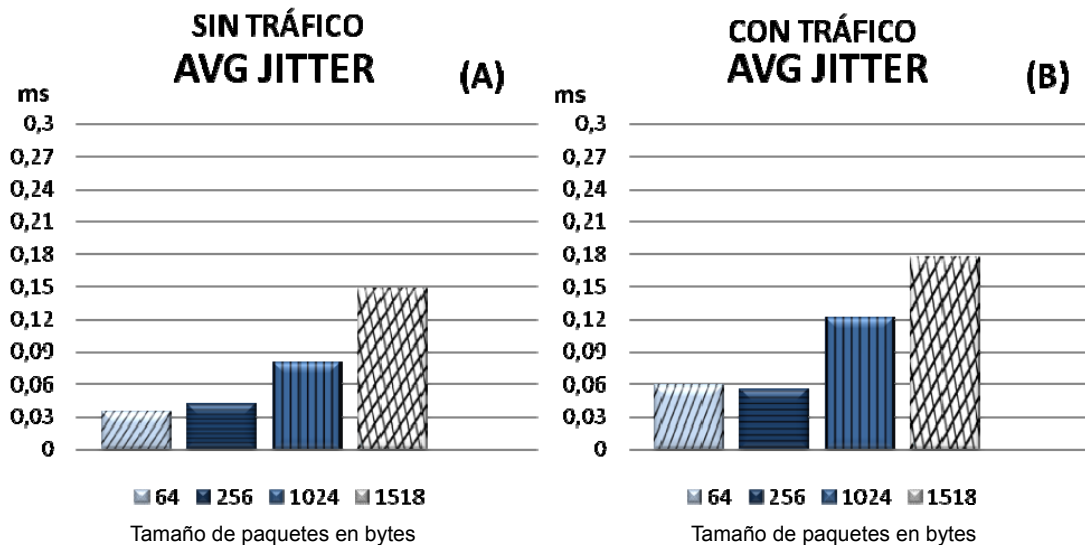 SIN TRÁFICO
AVG JITTER
(A)
ms
0,3
0,27
0,24
0,21
0,18
0,15
0,12
0,09
0,06
0,03
0
64 256 1024 1518
Tamaño de paquetes en bytes
CON TRÁFICO
AVG JITTER
(B)
ms
0,3
0,27
0,24
0,21
0,18
0,15
0,12
0,09
0,06
0,03
0
64 256 1024 1518
Tamaño de paquetes en bytes